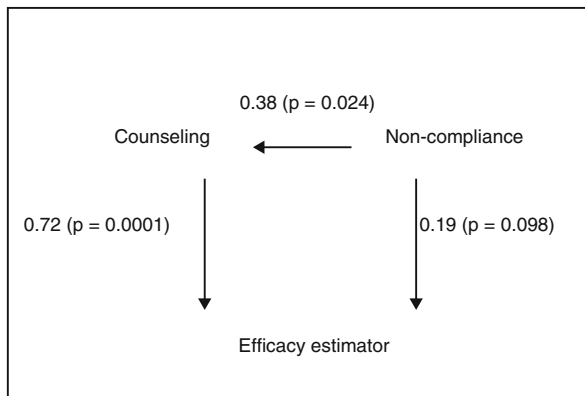 0.38 (p = 0.024)
Counseling
Non-compliance
0.72 (p = 0.0001)
0.19 (p = 0.098)
Efficacy estimator